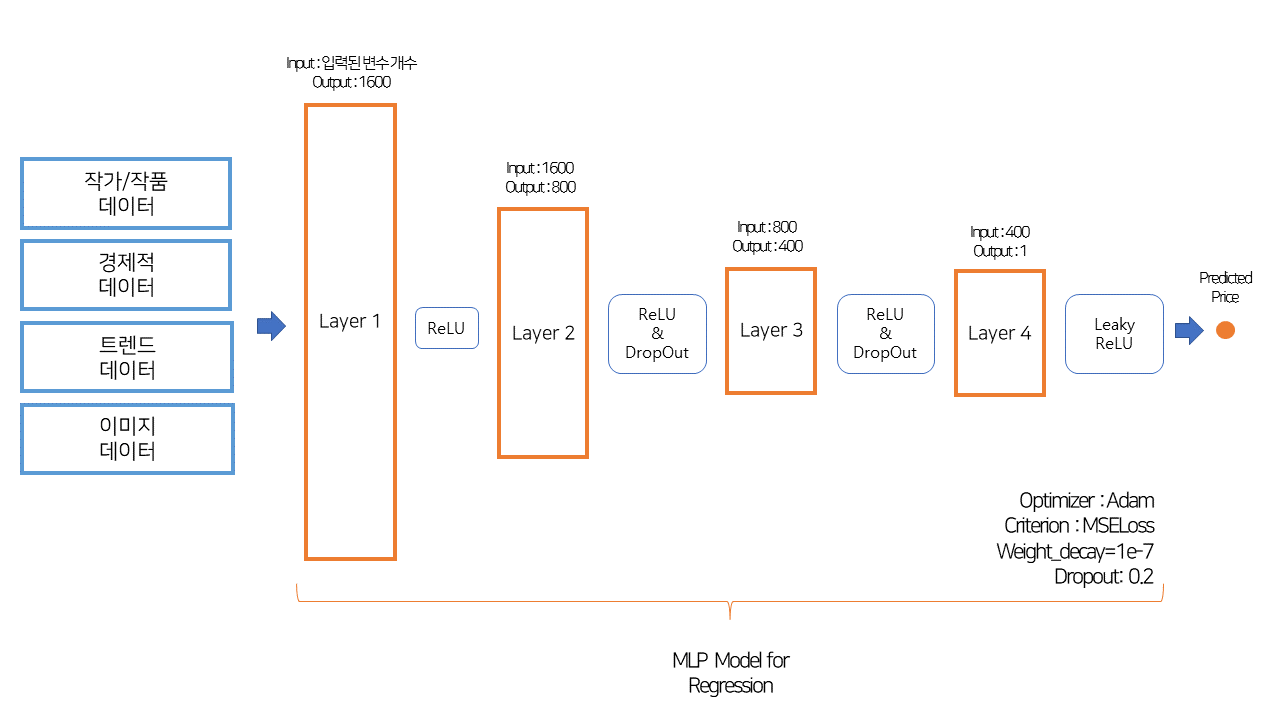 Input : 입력된 변수 개수
Output : 1600
작가/작품
데이터
경제적
데이터
트렌드
데이터
이미지
데이터
Layer 1
ReLU
Input : 1600
Output : 800
Layer 2
ReLU
&
DropOut
Input : 800
Output : 400
Layer 3
ReLU
&
DropOut
Input : 400
Output : 1
Layer 4
Leaky
ReLU
Predicted
Price
Optimizer : Adam
Criterion : MSELoss
Weight_decay=1e-7
Dropout: 0.2
MLP Model for
Regression